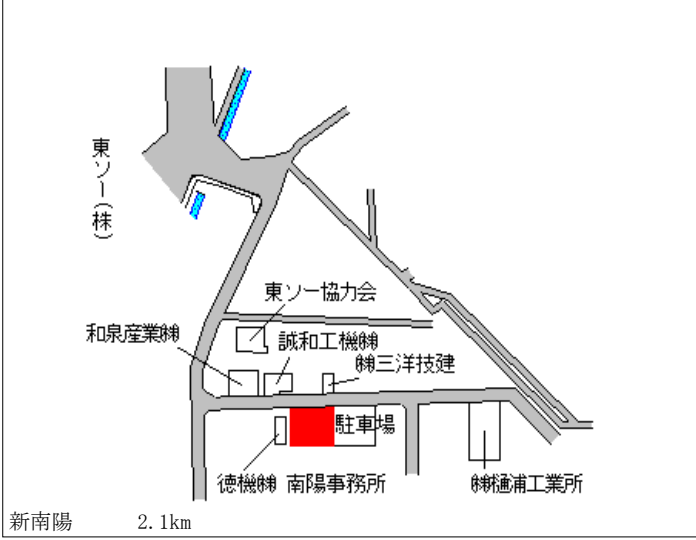 東ソー(株)
東ソー協力会
和泉産業㈱
誠和工機㈱
㈱三洋技建
駐車場
徳機㈱ 南陽事務所
㈱樋浦工業所
新南陽 2.1km